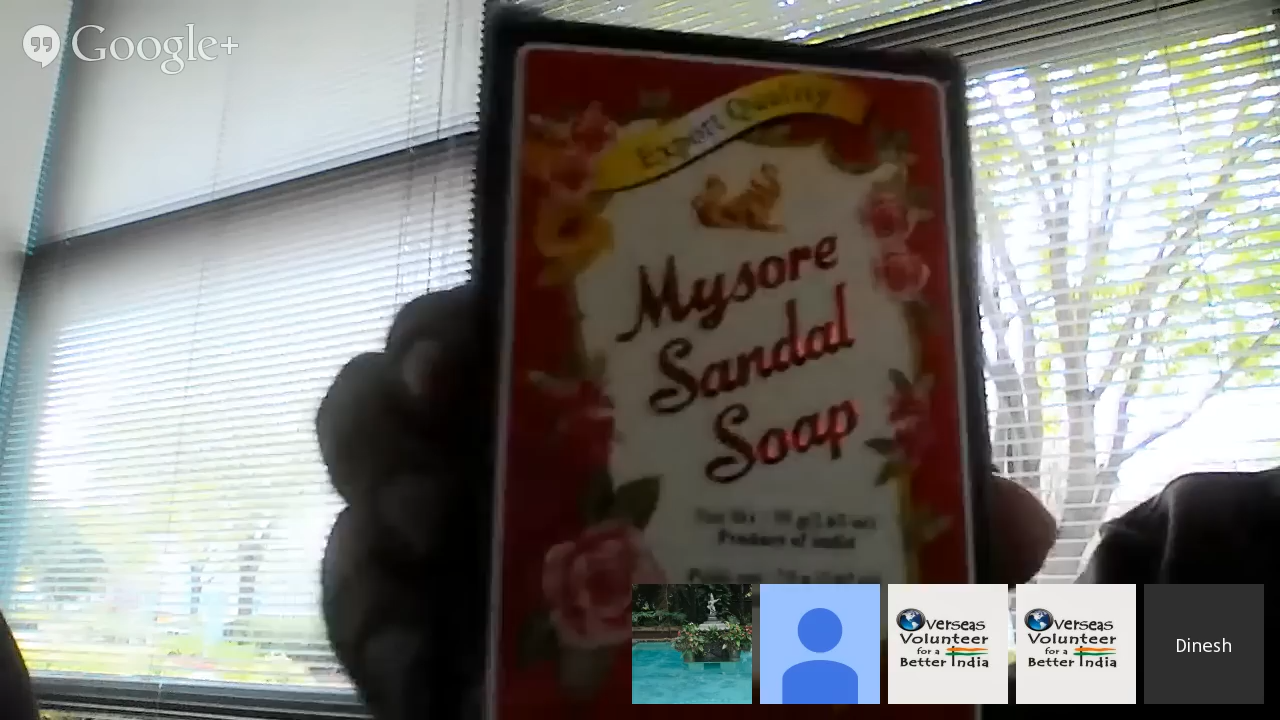 Google+
Export Quality
Mysore
Sandal
Soap
Product of India
Overseas
Volunteer
for a
Better India
Overseas
Volunteer
for a
Better India
Dinesh